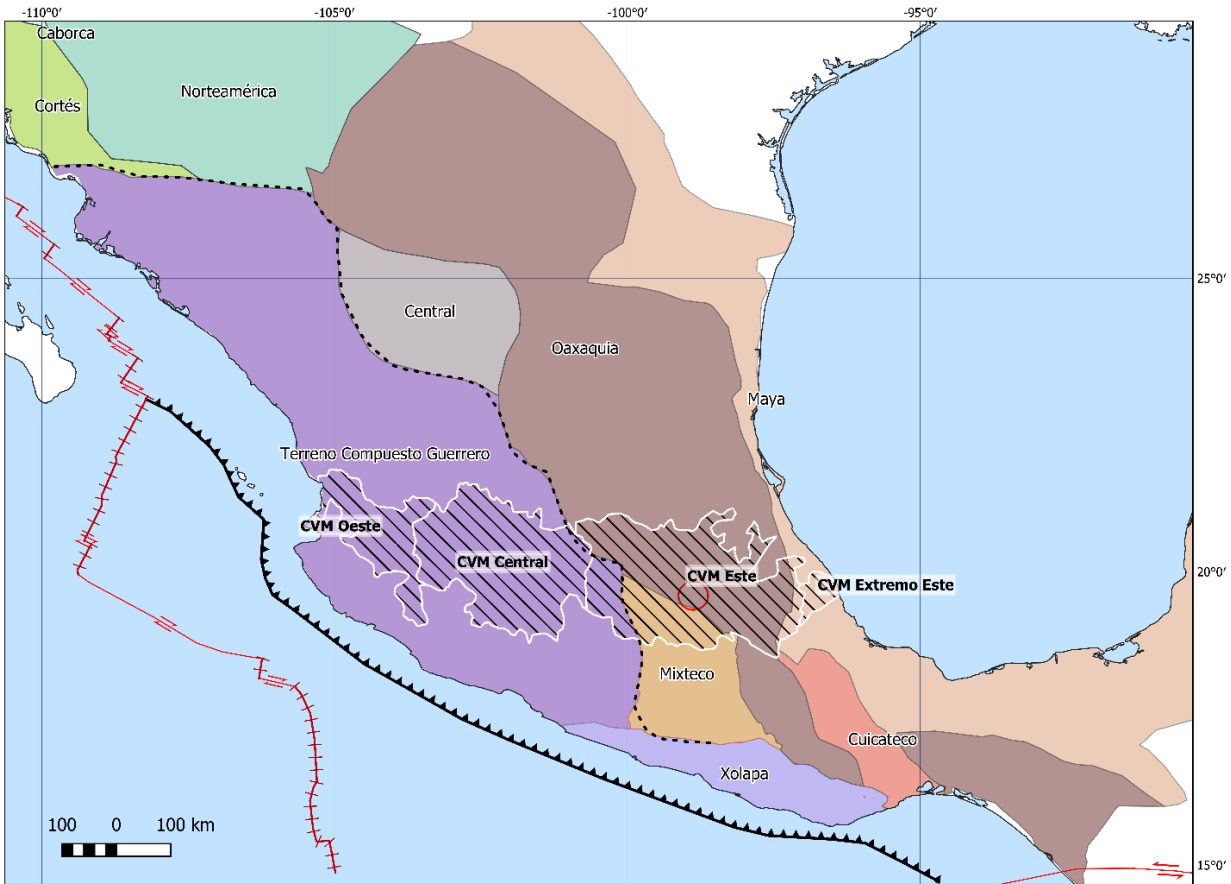 -110°0'
-105°0'
-100°0'
-95°0'
Caborca
Norteamérica
Cortés
25°0'
Central
Oaxaquia
Maya
Terreno Compuesto Guerrero
CVM Oeste
CVM Central
CVM Este
20°0'
CVM Extremo Este
Mixteco
Cuicateco
Xolapa
100 0 100 km
15°0'